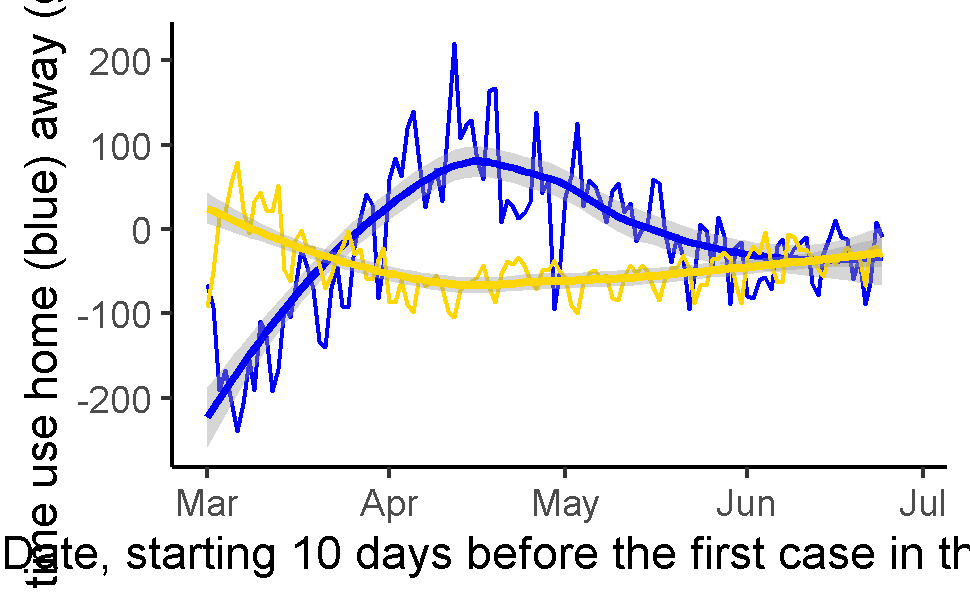 time use home (blue) away (
200
100
0
-100
-200
Mar Apr May Jun Jul
Date, starting 10 days before the first case in th